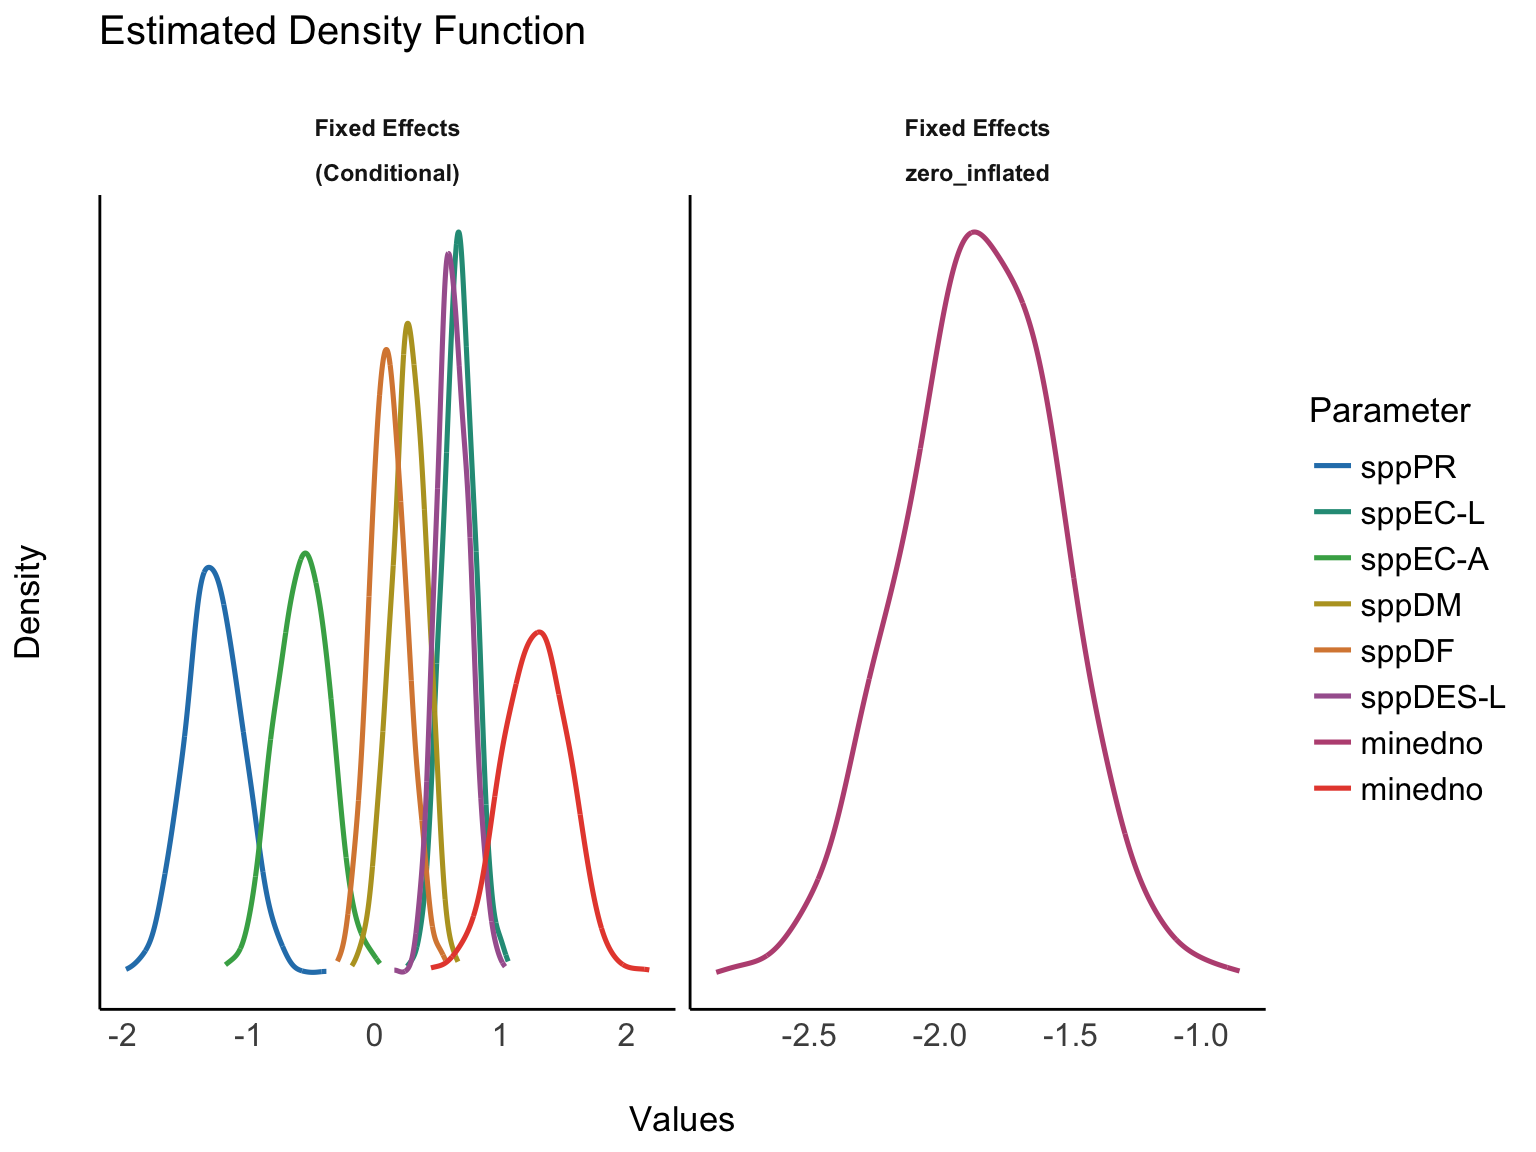 Estimated Density Function
Fixed Effects
(Conditional)
Fixed Effects
zero_inflated
Density
-2 -1 0 1 2
-2.5 -2.0 -1.5 -1.0
Values
Parameter
sppPR
sppEC-L
sppEC-A
sppDM
sppDF
sppDES-L
minedno
minedno